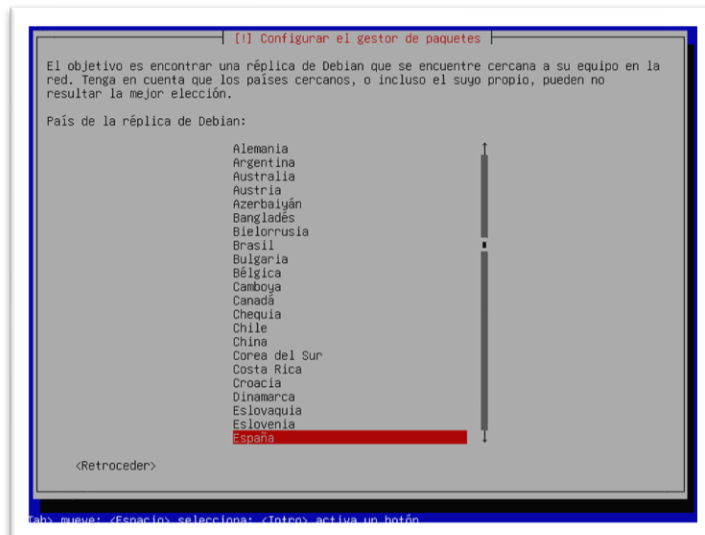 [!] Configurar el gestor de paquetes
El objetivo es encontrar una réplica de Debian que se encuentre cercana a su equipo en la
red. Tenga en cuenta que los países cercanos, o incluso el suyo propio, pueden no
resultar la mejor elección.
País de la réplica de Debian:
Alemania
Argentina
Australia
Austria
Azerbaiyán
Bangladés
Bielorrusia
Brasil
Bulgaria
Bélgica
Camboya
Canadá
Chequia
Chile
China
Corea del Sur
Costa Rica
Croacia
Dinamarca
Eslovaquia
Eslovenia
España
<Retroceder>
Tab> mueve; <Espacio> selecciona; <Intro> activa un botón